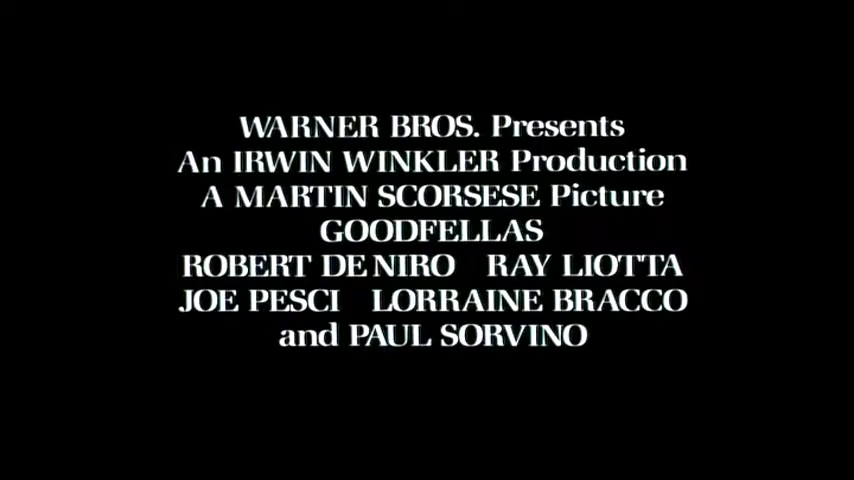 WARNER BROS. Presents
An IRWIN WINKLER Production
A MARTIN SCORSESE Picture
GOODFELLAS
ROBERT DE NIRO RAY LIOTTA
JOE PESCI LORRAINE BRACCO
and PAUL SORVINO